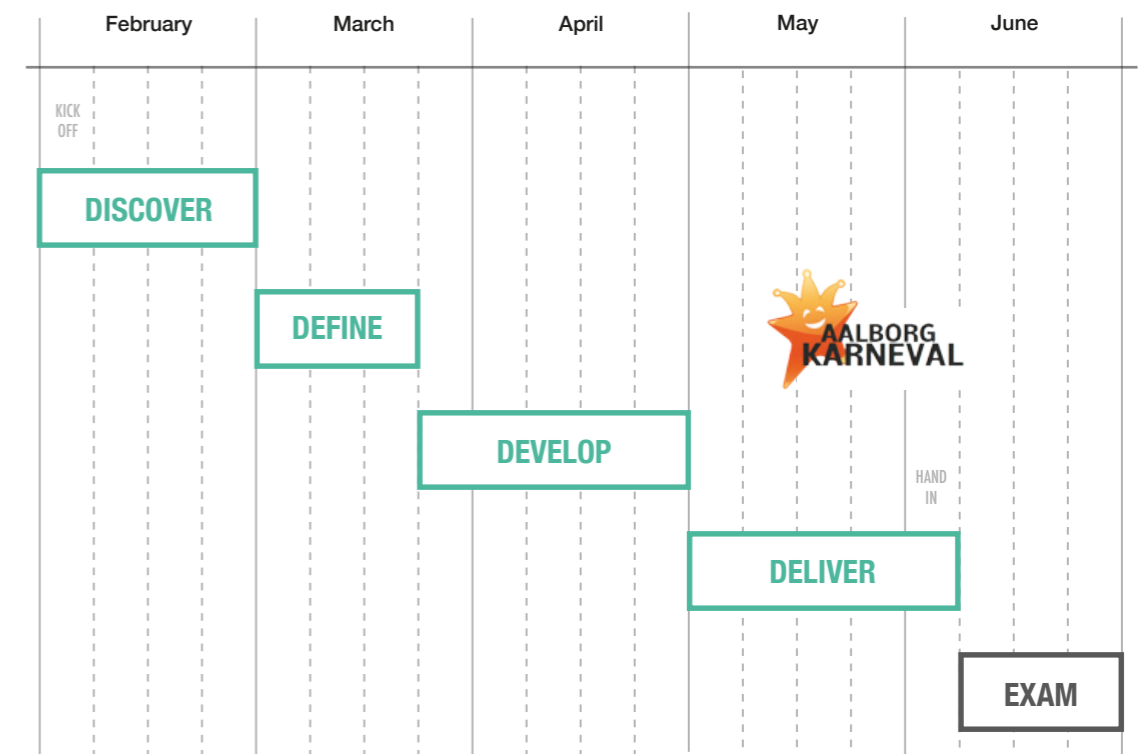 February
March
April
May
June
KICK
OFF
DISCOVER
DEFINE
AALBORG
KARNEVAL
DEVELOP
HAND
IN
DELIVER
EXAM